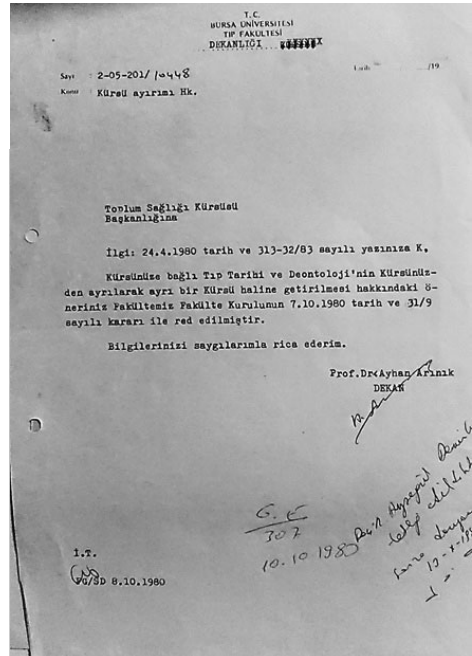 T.C.
BURSA ÜNİVERSİTESİ
TIP FAKÜLTESİ
DEKANLIĞI
Sayı : 2-05-201/10448
Tarih /19
Konu : Kürsü ayırımı Hk.
Toplum Sağlığı Kürsüsü
Başkanlığına
İlgi: 24.4.1980 tarih ve 313-32/83 sayılı yazınıza K,
Kürsünüze bağlı Tıp Tarihi ve Deontoloji'nin Kürsünüz-
den ayrılarak ayrı bir Kürsü haline getirilmesi hakkındaki ö-
neriniz Fakültemiz Fakülte Kurulunun 7.10.1980 tarih ve 31/9
sayılı kararı ile red edilmiştir.
Bilgilerinizi saygılarımla rica ederim.
Prof.Dr.Ayhan Arınık
DEKAN
G. E
307
10.10.1980
Ayşegül
İ.T.
G/SD 8.10.1980